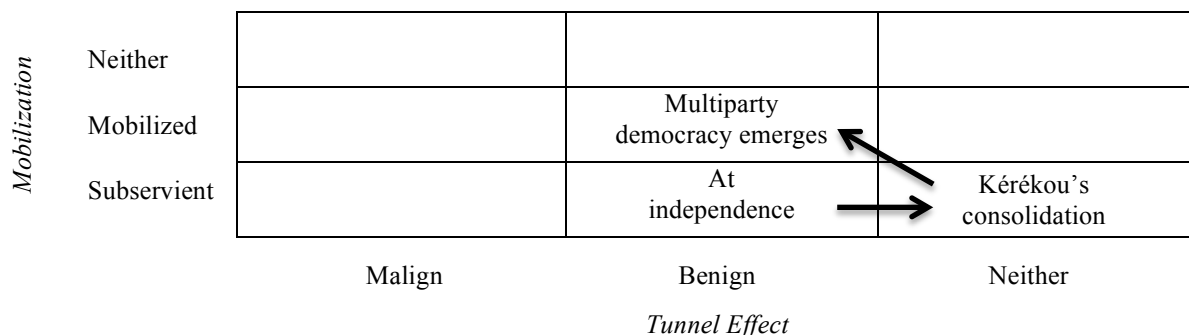 Mobilization
Neither
Mobilized
Multiparty
democracy emerges
Subservient
At
independence
Kérékou’s
consolidation
Malign
Benign
Neither
Tunnel Effect